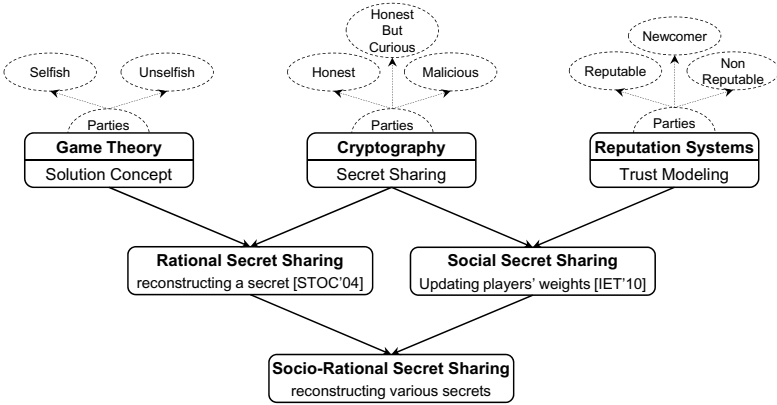 Honest
But
Curious
Newcomer
Selfish
Unselfish
Honest
Malicious
Reputable
Non
Reputable
Parties
Parties
Parties
Game Theory
Solution Concept
Cryptography
Secret Sharing
Reputation Systems
Trust Modeling
Rational Secret Sharing
reconstructing a secret [STOC'04]
Social Secret Sharing
Updating players' weights [IET'10]
Socio-Rational Secret Sharing
reconstructing various secrets